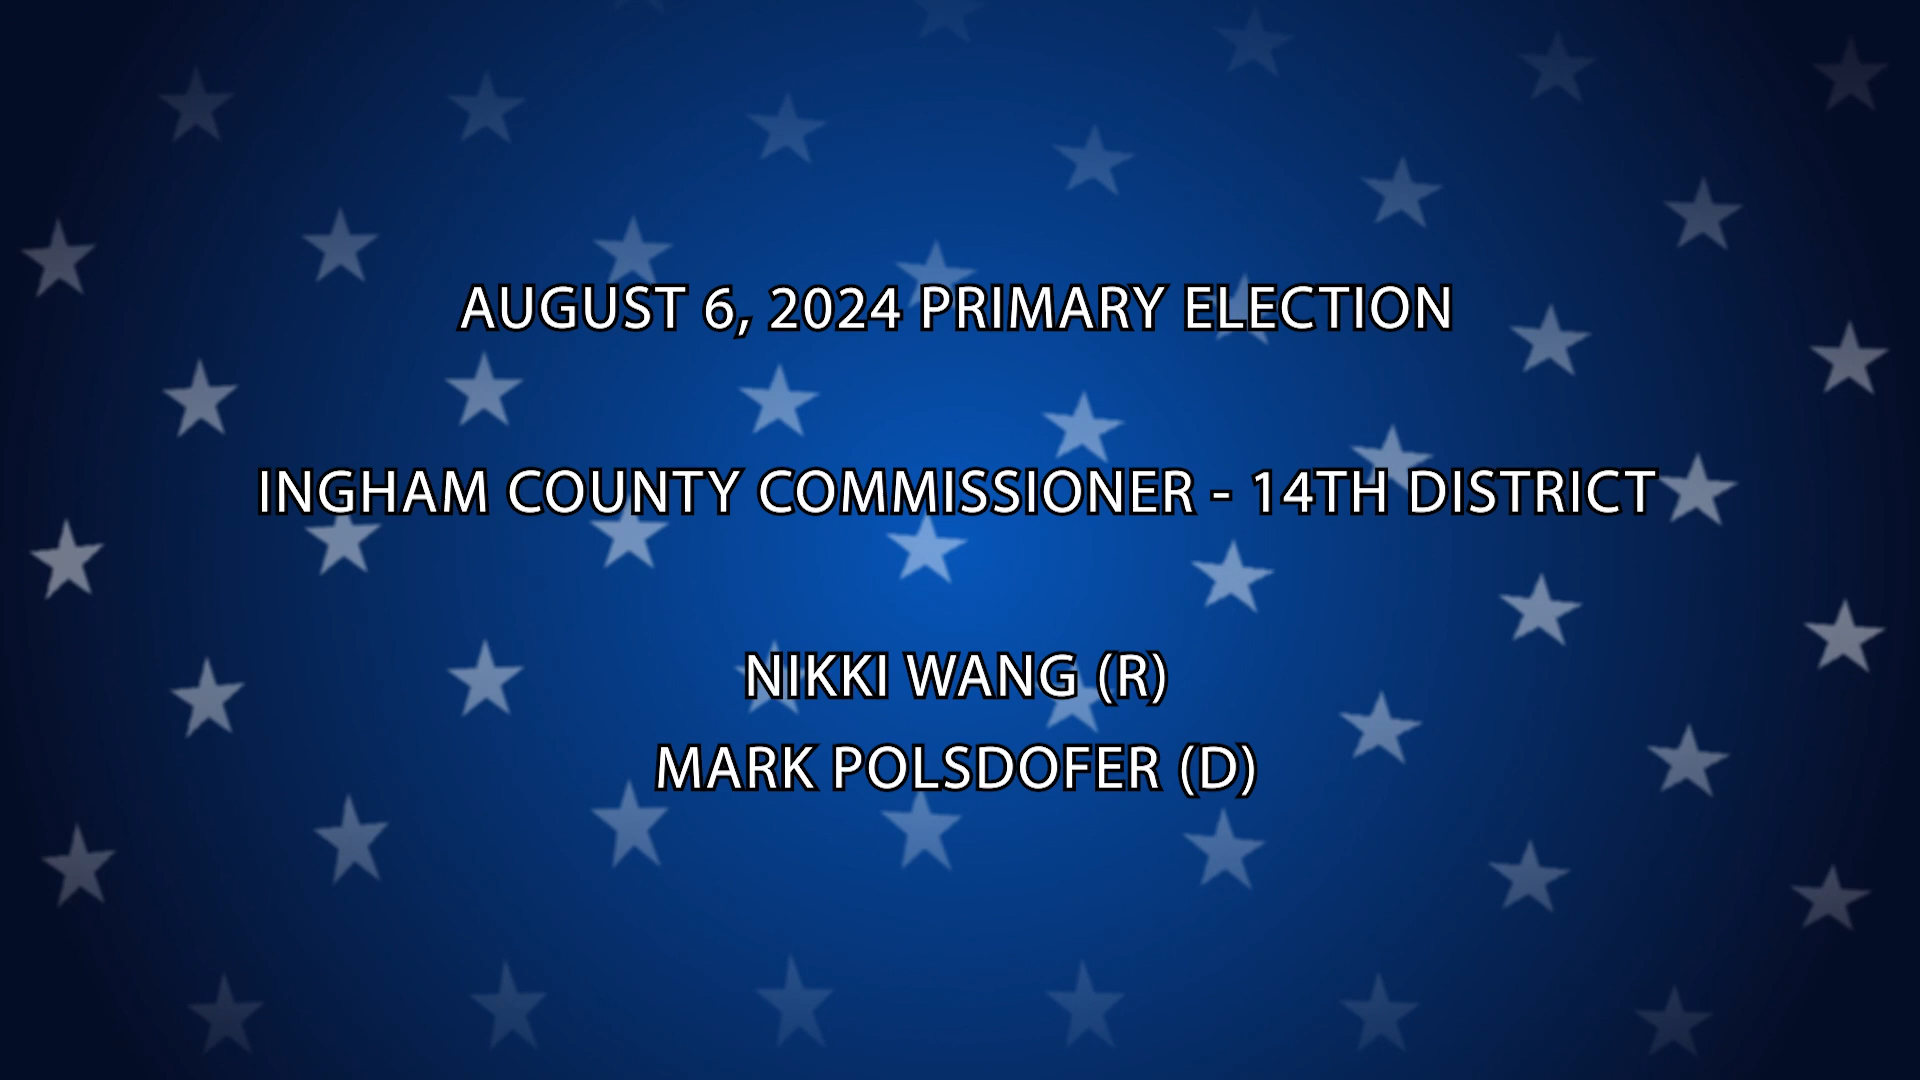 AUGUST 6, 2024 PRIMARY ELECTION
INGHAM COUNTY COMMISSIONER - 14TH DISTRICT
NIKKI WANG (R)
MARK POLSDOFER (D)